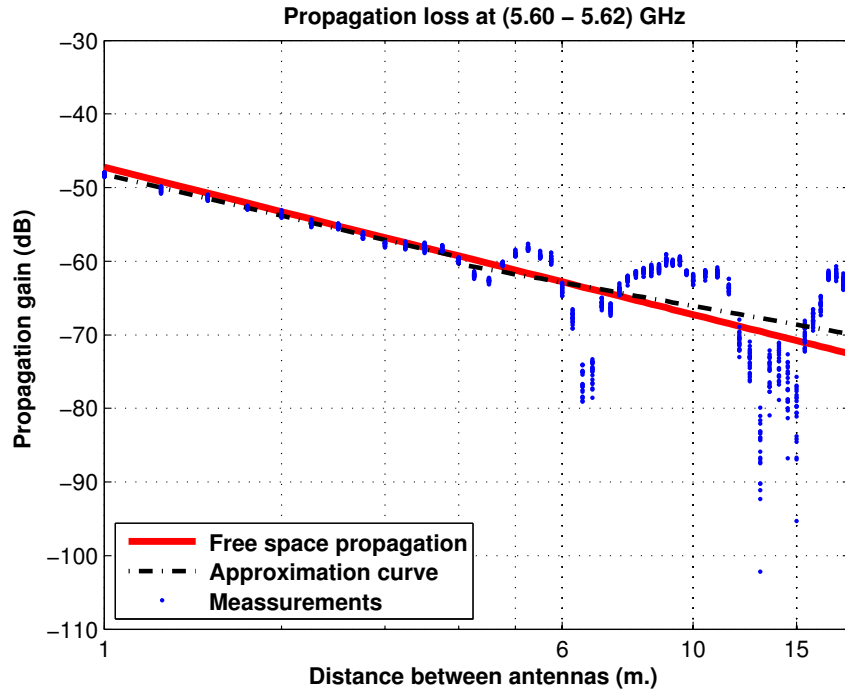 Propagation loss at (5.60 − 5.62) GHz
−30
−40
−50
−60
−70
−80
−90
−100
−110
Propagation gain (dB)
Free space propagation
Approximation curve
Meassurements
1
6
10
15
Distance between antennas (m.)